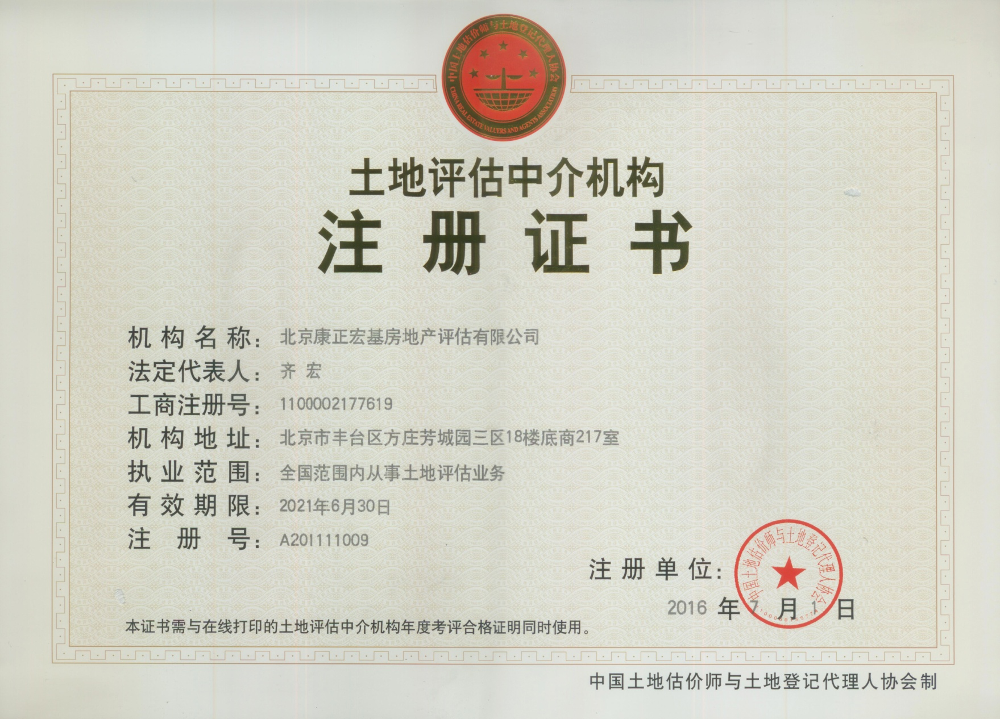 中国土地估价师与土地登记代理人协会
CHINA REAL ESTATE VALUERS AND AGENTS ASSOCIATION
土地评估中介机构
注册证书
机构名称：北京康正宏基房地产评估有限公司
法定代表人：齐 宏
工商注册号：1100002177619
机构地址：北京市丰台区方庄芳城园三区18楼底商217室
执业范围：全国范围内从事土地评估业务
有效期限：2021年6月30日
注册号：A201111009
注册单位：
中国土地估价师与土地登记代理人协会
2016 年 7 月 1 日
本证书需与在线打印的土地评估中介机构年度考评合格证明同时使用。
中国土地估价师与土地登记代理人协会制